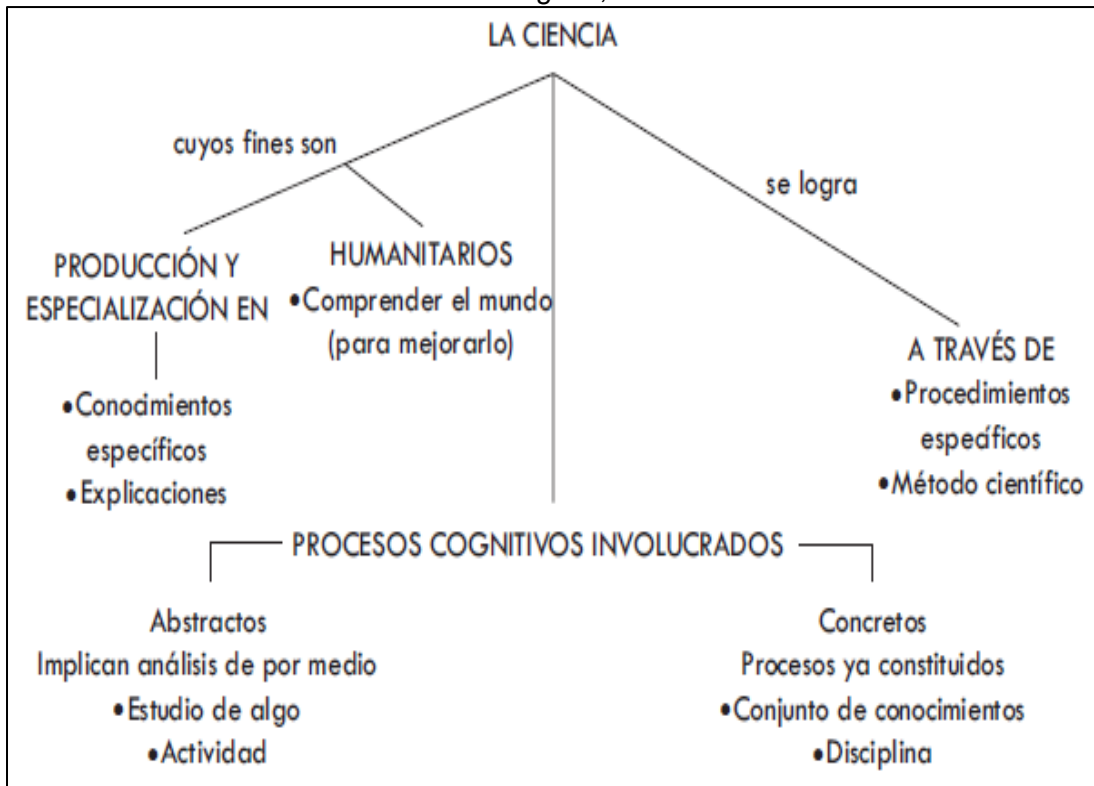 LA CIENCIA
cuyos fines son
se logra
PRODUCCIÓN Y
ESPECIALIZACIÓN EN
•Conocimientos
específicos
•Explicaciones
HUMANITARIOS
•Comprender el mundo
(para mejorarlo)
A TRAVÉS DE
•Procedimientos
específicos
•Método científico
PROCESOS COGNITIVOS INVOLUCRADOS
Abstractos
Implican análisis de por medio
•Estudio de algo
•Actividad
Concretos
Procesos ya constituidos
•Conjunto de conocimientos
•Disciplina